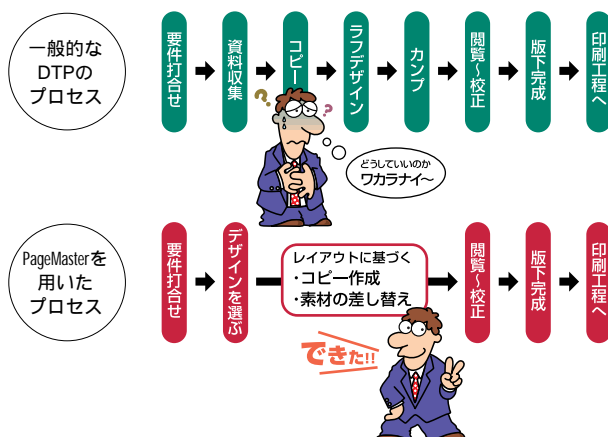 一般的な
DTPの
プロセス
要件打合せ
資料収集
コピー
ラフデザイン
カンプ
閲覧～校正
版下完成
印刷工程へ
?
?
どうしていいのか
ワカラナイ～
PageMasterを
用いた
プロセス
要件打合せ
デザインを選ぶ
レイアウトに基づく
・コピー作成
・素材の差し替え
閲覧～校正
版下完成
印刷工程へ
できた!!